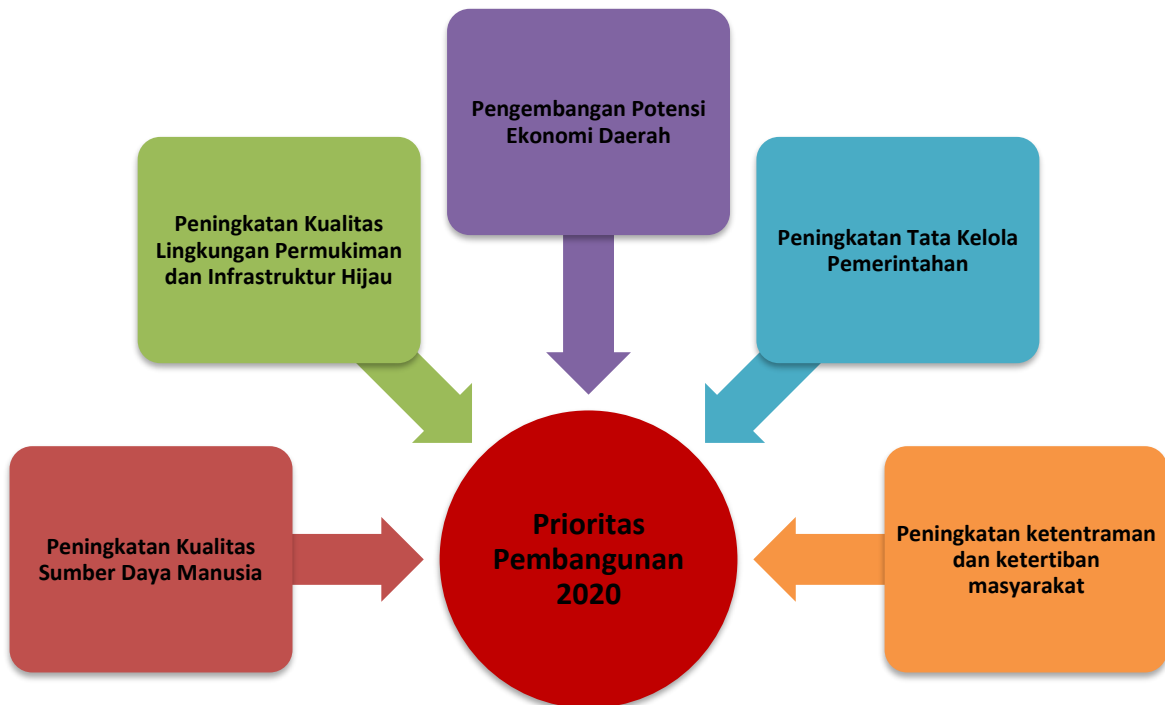 Pengembangan Potensi
Ekonomi Daerah
Peningkatan Kualitas
Lingkungan Permukiman
dan Infrastruktur Hijau
Peningkatan Tata Kelola
Pemerintahan
Peningkatan Kualitas
Sumber Daya Manusia
Prioritas
Pembangunan
2020
Peningkatan ketentraman
dan ketertiban
masyarakat